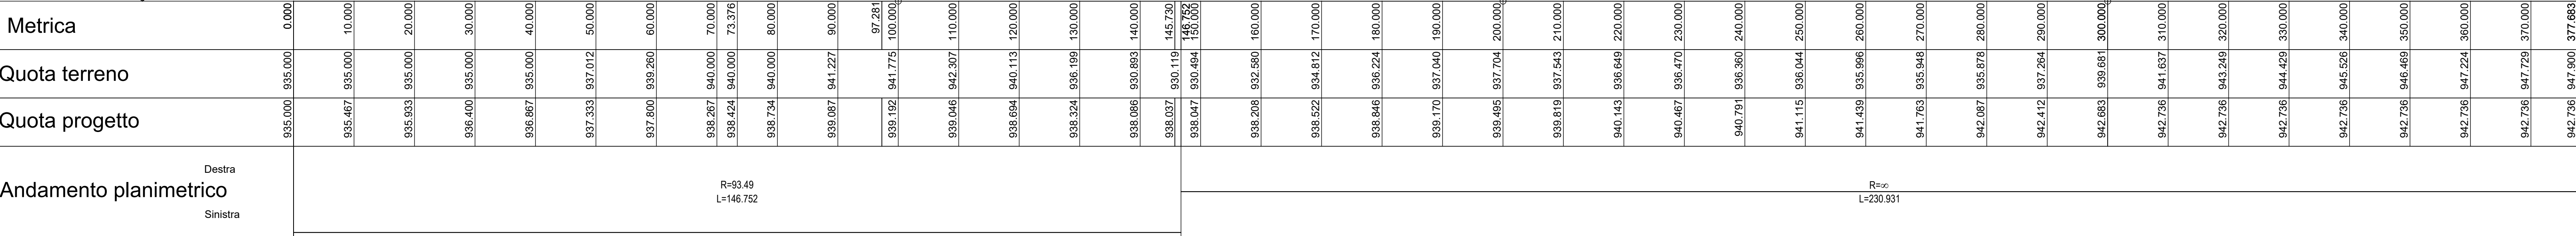 Metrica 0.000 10.000 20.000 30.000 40.000 50.000 60.000 70.000 73.376 80.000 90.000 97.281 100.000 110.000 120.000 130.000 140.000 145.730 146.752 150.000 160.000 170.000 180.000 190.000 200.000 210.000 220.000 230.000 240.000 250.000 260.000 270.000 280.000 290.000 300.000 310.000 320.000 330.000 340.000 350.000 360.000 370.000 377.683
Quota terreno 935.000 935.000 935.000 935.000 935.000 937.012 939.260 940.000 940.000 940.000 941.227 941.775 942.307 940.113 936.199 930.893 930.119 930.494 932.580 934.812 936.224 937.040 937.704 937.543 936.649 936.470 936.360 936.044 935.996 935.948 935.878 937.264 939.681 941.637 943.249 944.429 945.526 946.469 947.224 947.729 947.900
Quota progetto 935.000 935.467 935.933 936.400 936.867 937.333 937.800 938.267 938.424 938.734 939.087 939.192 939.046 938.694 938.324 938.086 938.037 938.047 938.208 938.522 938.846 939.170 939.495 939.819 940.143 940.467 940.791 941.115 941.439 941.763 942.087 942.412 942.683 942.736 942.736 942.736 942.736 942.736 942.736 942.736 942.736
Destra
Andamento planimetrico
Sinistra
R=93.49
L=146.752
R=∞
L=230.931